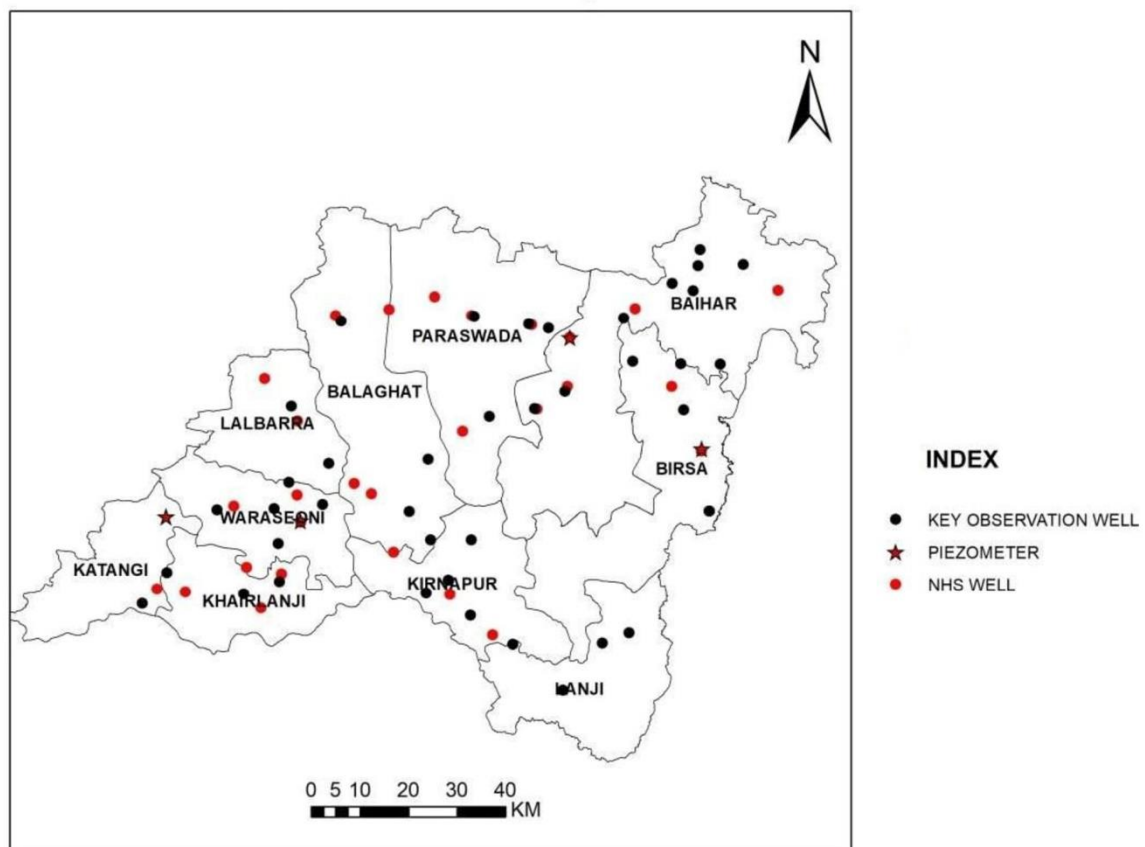 N
BAIHAR
PARASWADA
BALAGHAT
LALBARRA
BIRSA
WARASEONI
KATANGI
KIRNAPUR
KHAIRLANJI
LANJI
0 5 10 20 30 40
KM
INDEX
KEY OBSERVATION WELL
PIEZOMETER
NHS WELL